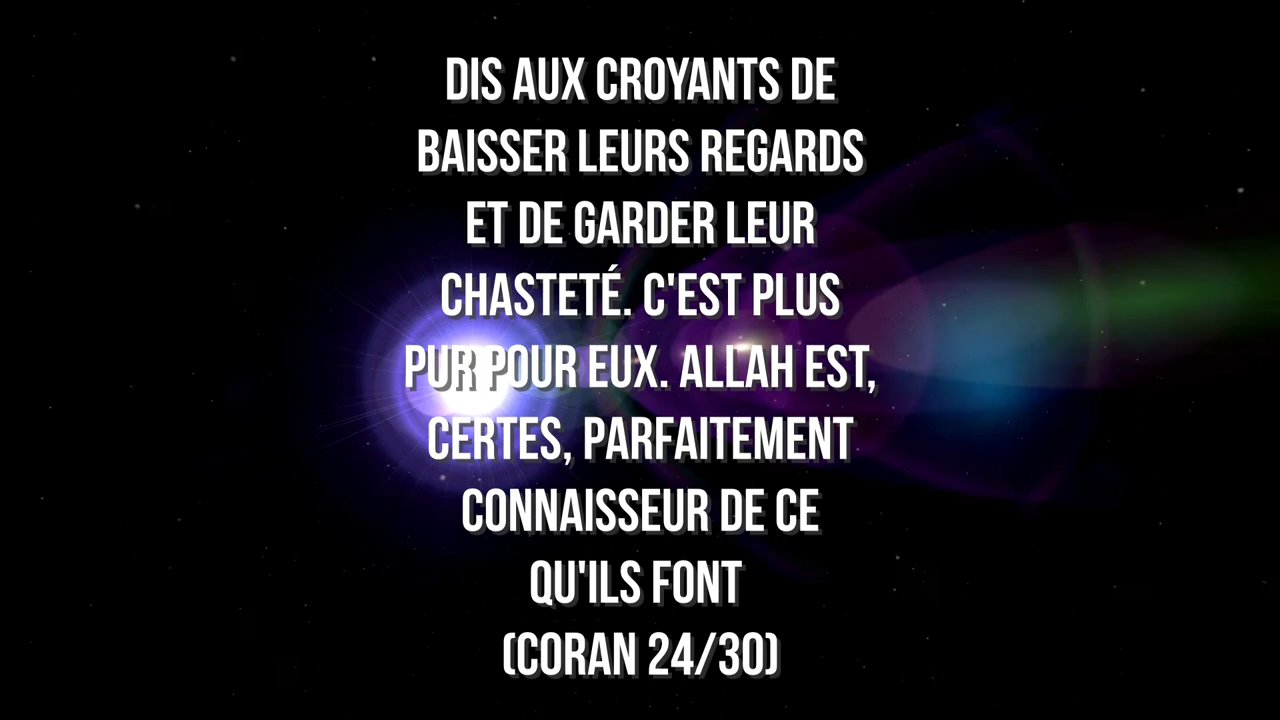 DIS AUX CROYANTS DE
BAISSER LEURS REGARDS
ET DE GARDER LEUR
CHASTETÉ. C'EST PLUS
PUR POUR EUX. ALLAH EST,
CERTES, PARFAITEMENT
CONNAISSEUR DE CE
QU'ILS FONT
(CORAN 24/30)